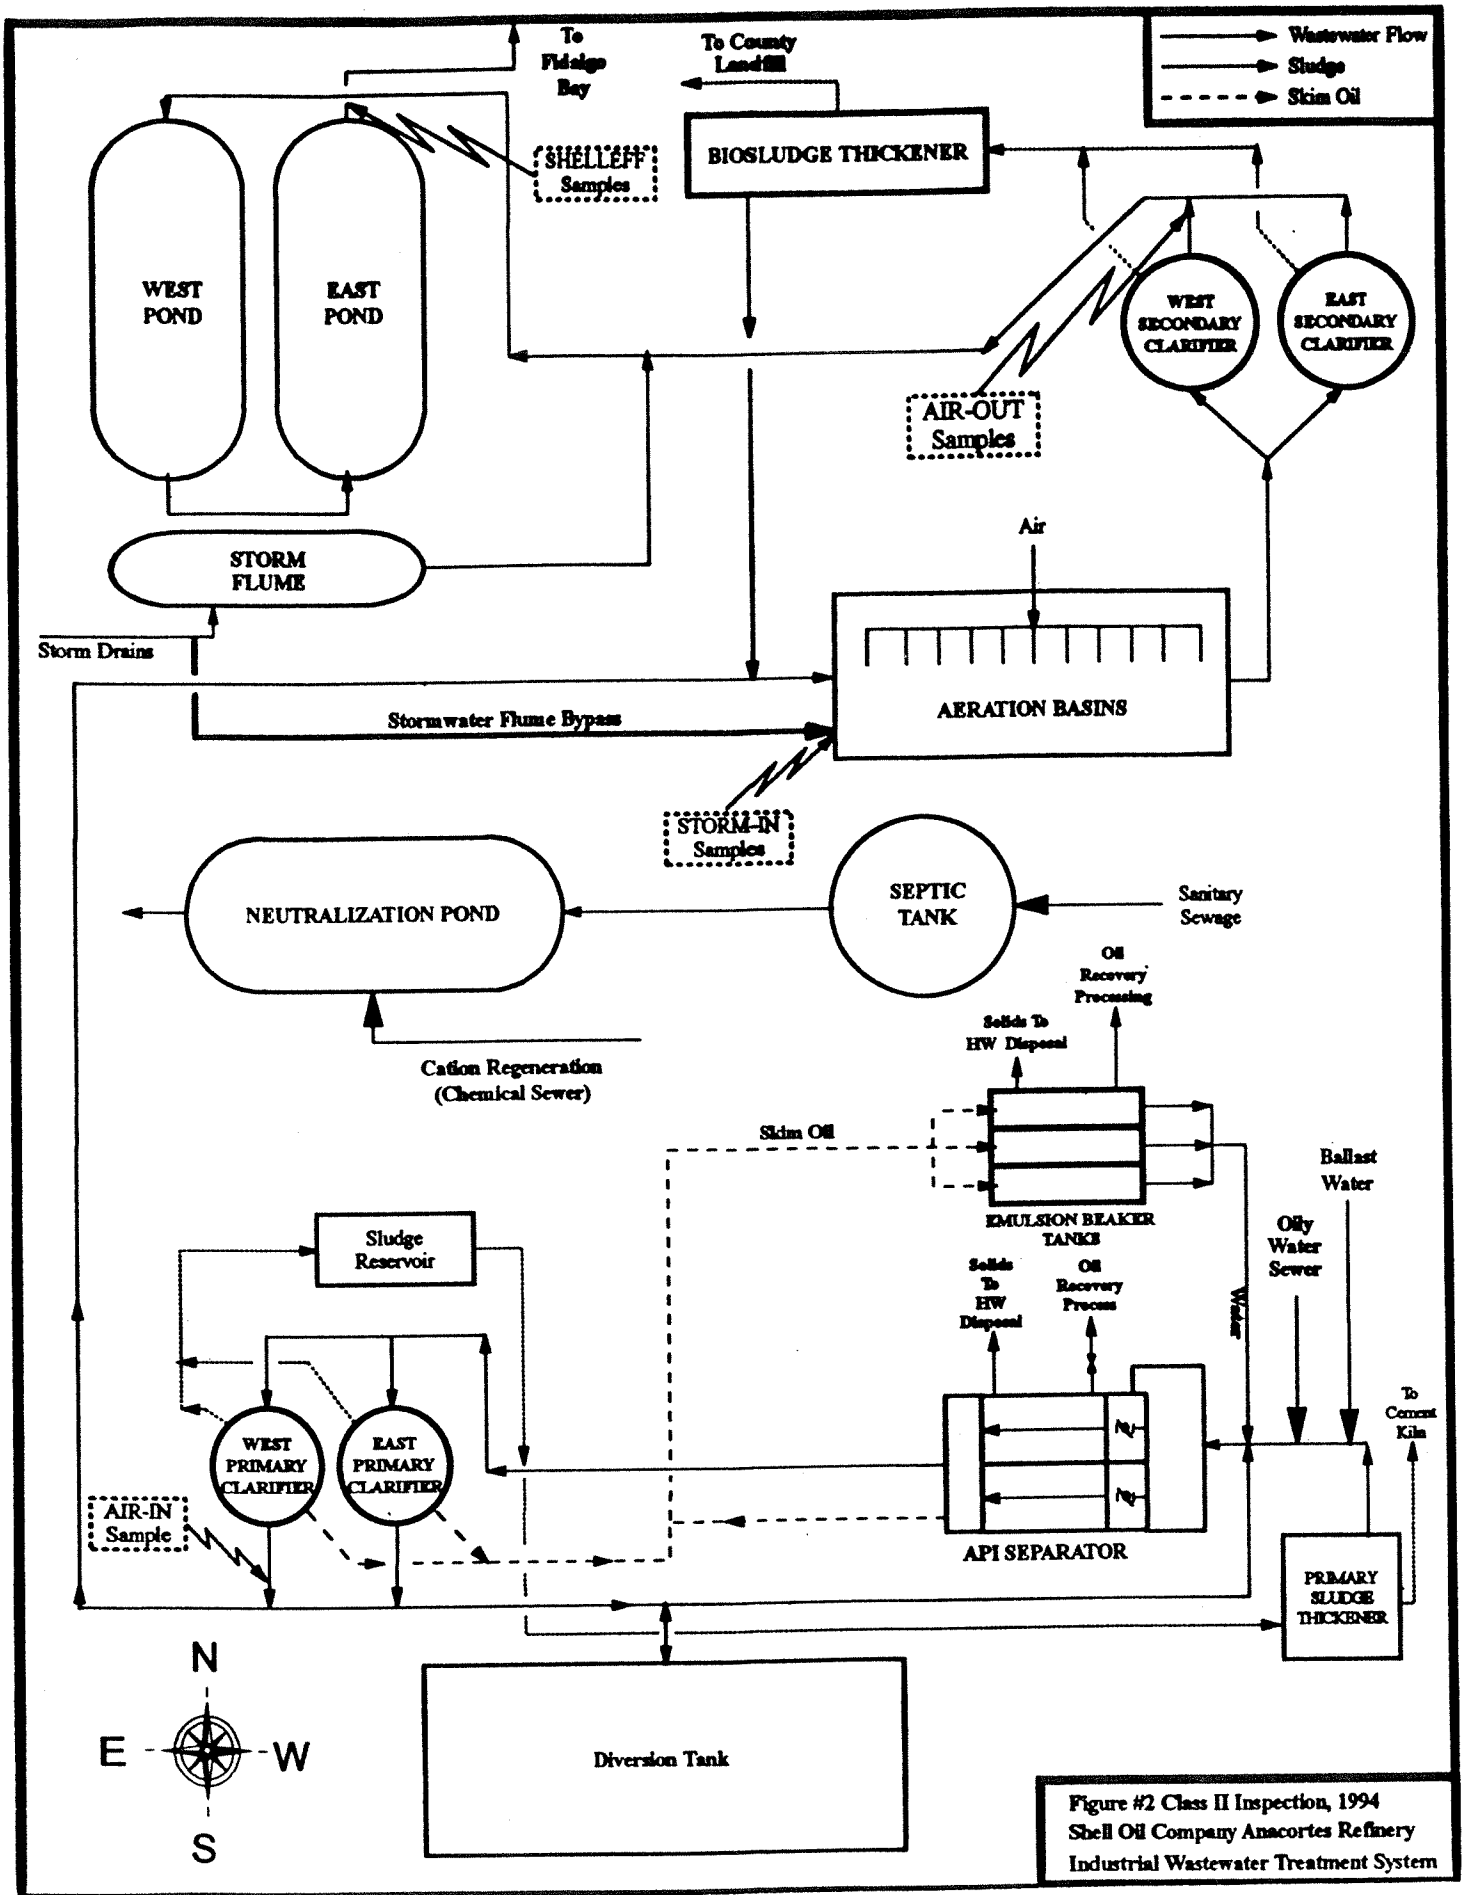 To
Fidalgo
Bay
To County
Landfill
Wastewater Flow
Sludge
Skim Oil
SHELLEFF
Samples
BIOSLUDGE THICKENER
WEST
POND
EAST
POND
WEST
SECONDARY
CLARIFIER
EAST
SECONDARY
CLARIFIER
AIR-OUT
Samples
STORM
FLUME
Air
Storm Drains
Stormwater Flume Bypass
AERATION BASINS
STORM-IN
Samples
NEUTRALIZATION POND
SEPTIC
TANK
Sanitary
Sewage
Cation Regeneration
(Chemical Sewer)
Oil
Recovery
Processing
Solids To
HW Disposal
Skim Oil
EMULSION BEAKER
TANKS
Ballast
Water
Oily
Water
Sewer
Water
Sludge
Reservoir
Solids
To
HW
Disposal
Oil
Recovery
Process
To
Cement
Kiln
WEST
PRIMARY
CLARIFIER
EAST
PRIMARY
CLARIFIER
AIR-IN
Sample
API SEPARATOR
PRIMARY
SLUDGE
THICKENER
N
E
W
S
Diversion Tank
Figure #2 Class II Inspection, 1994
Shell Oil Company Anacortes Refinery
Industrial Wastewater Treatment System